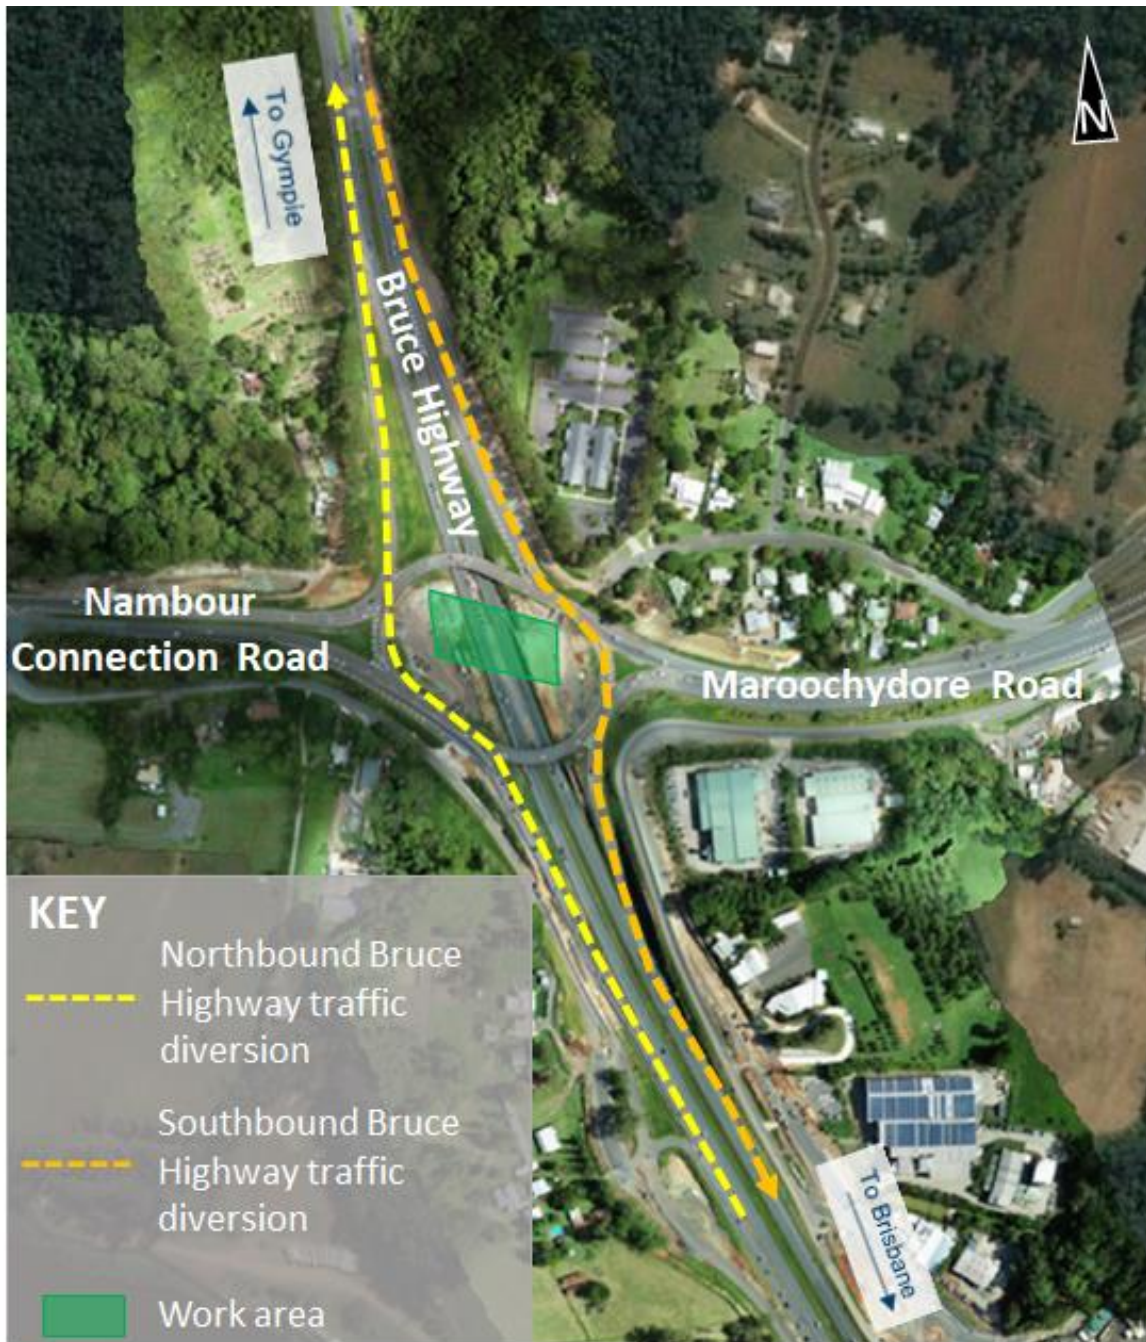 To Gympie
N
Bruce Highway
Nambour
Connection Road
Maroochydore Road
KEY
Northbound Bruce
Highway traffic
diversion
Southbound Bruce
Highway traffic
diversion
Work area
To Brisbane